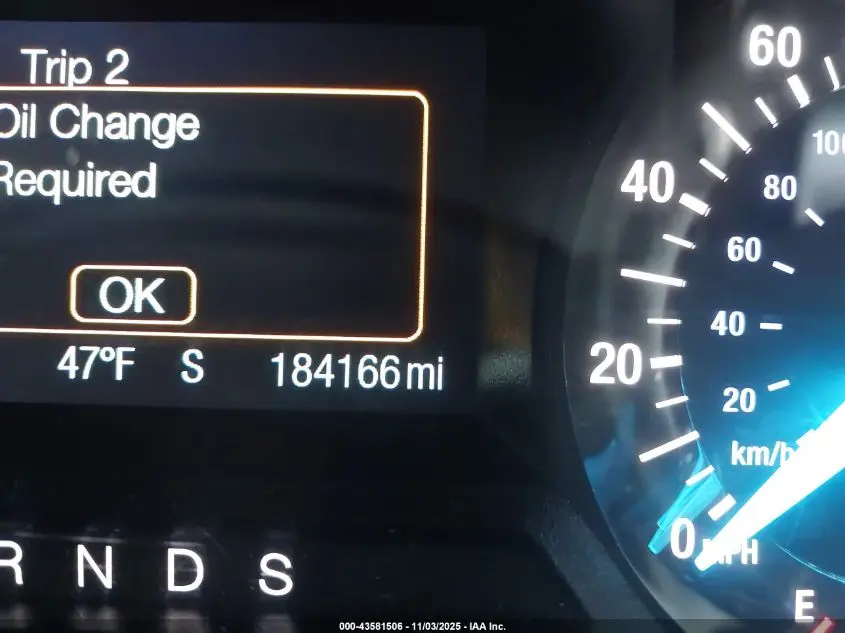 Trip 2
Oil Change
Required
OK
47°F S 184166 mi
R N D S
60
40
20
0
MPH
100
80
60
40
20
km/h
E
000-43581506 - 11/03/2025 - IAA Inc.